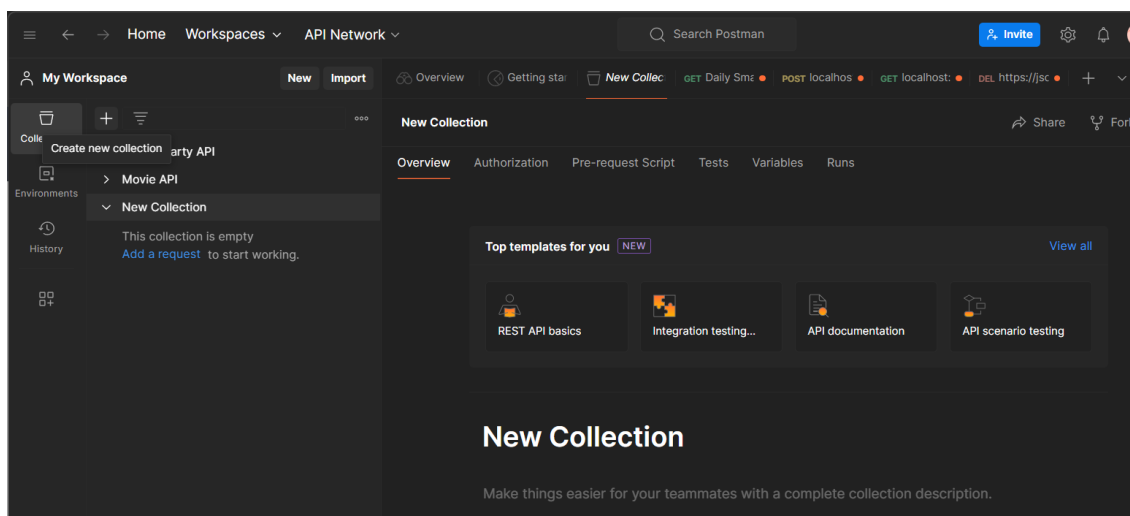 Home Workspaces API Network Search Postman Invite
My Workspace New Import
Overview Getting sta New Collec GET Daily Sma POST localhos GET localhost: DEL https://jsc
Colle
Create new collection
arty API
Movie API
New Collection
This collection is empty
Add a request to start working.
Environments
History
New Collection Share For
Overview Authorization Pre-request Script Tests Variables Runs
Top templates for you NEW View all
REST API basics Integration testing... API documentation API scenario testing
New Collection
Make things easier for your teammates with a complete collection description.